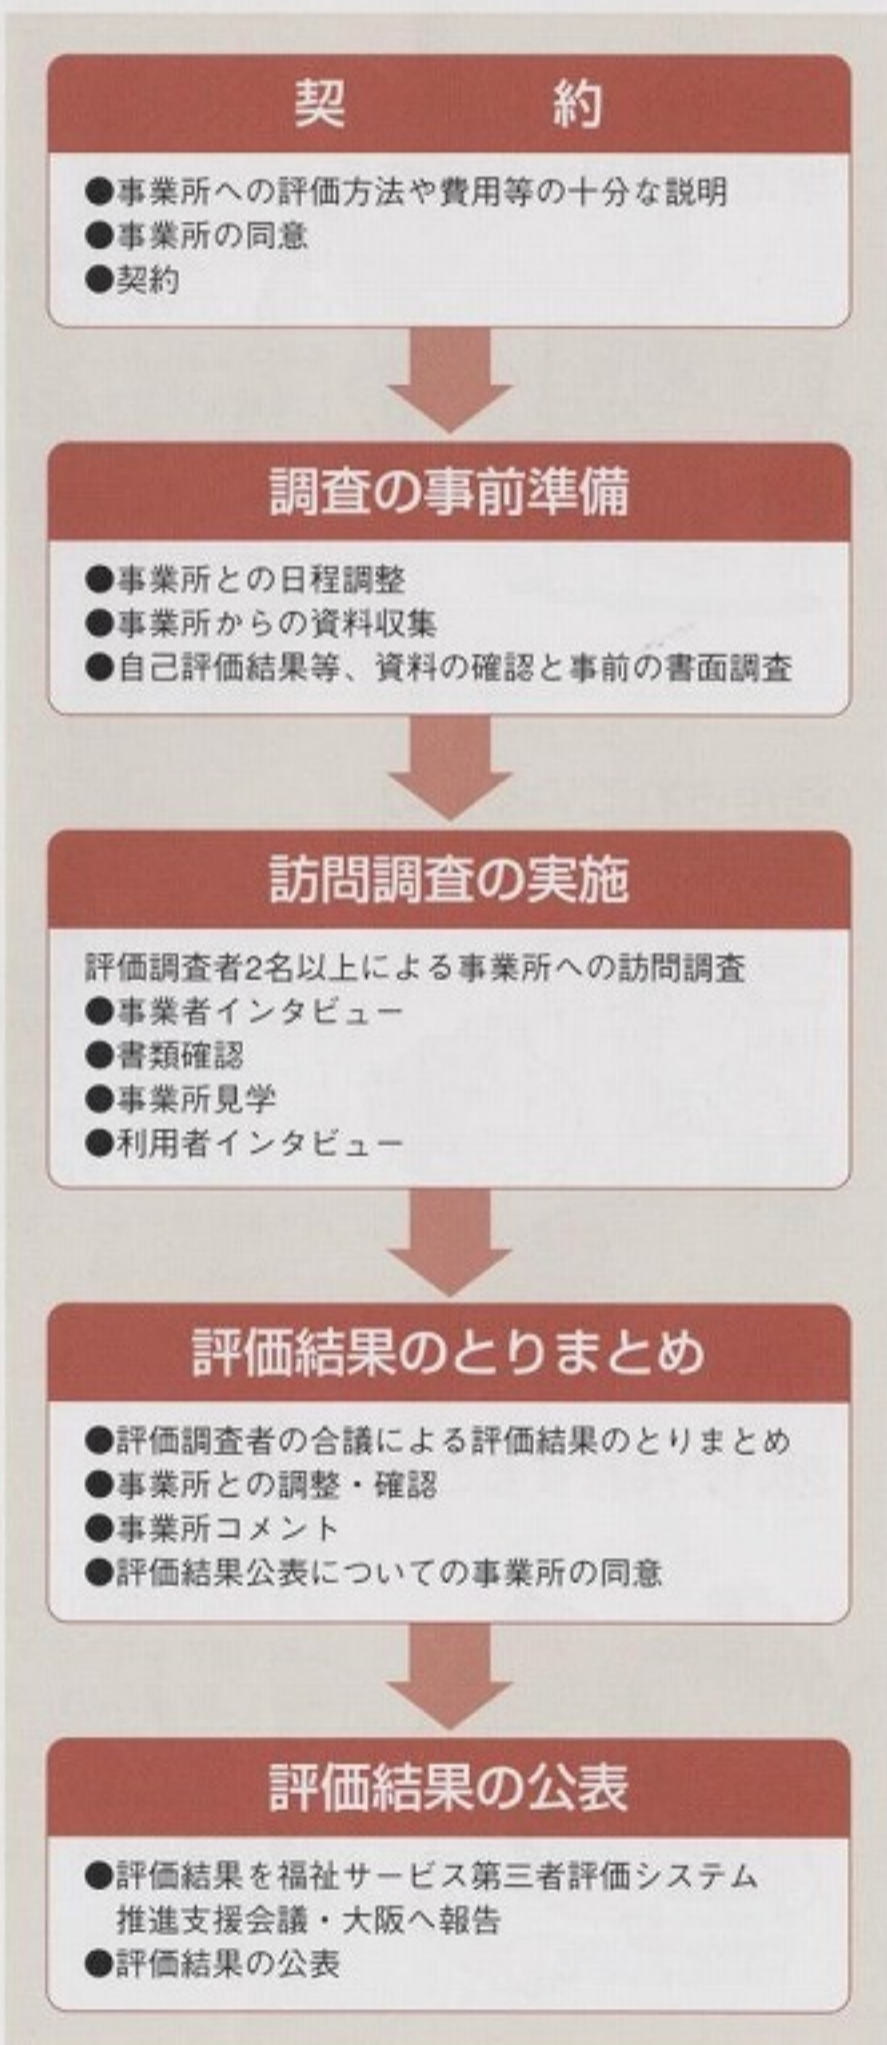 契約
●事業所への評価方法や費用等の十分な説明
●事業所の同意
●契約
調査の事前準備
●事業所との日程調整
●事業所からの資料収集
●自己評価結果等、資料の確認と事前の書面調査
訪問調査の実施
評価調査者2名以上による事業所への訪問調査
●事業者インタビュー
●書類確認
●事業所見学
●利用者インタビュー
評価結果のとりまとめ
●評価調査者の合議による評価結果のとりまとめ
●事業所との調整・確認
●事業所コメント
●評価結果公表についての事業所の同意
評価結果の公表
●評価結果を福祉サービス第三者評価システム
推進支援会議・大阪へ報告
●評価結果の公表